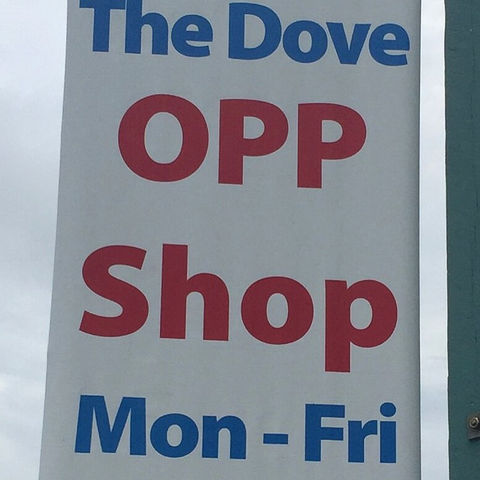 The Dove
OPP
Shop
Mon - Fri